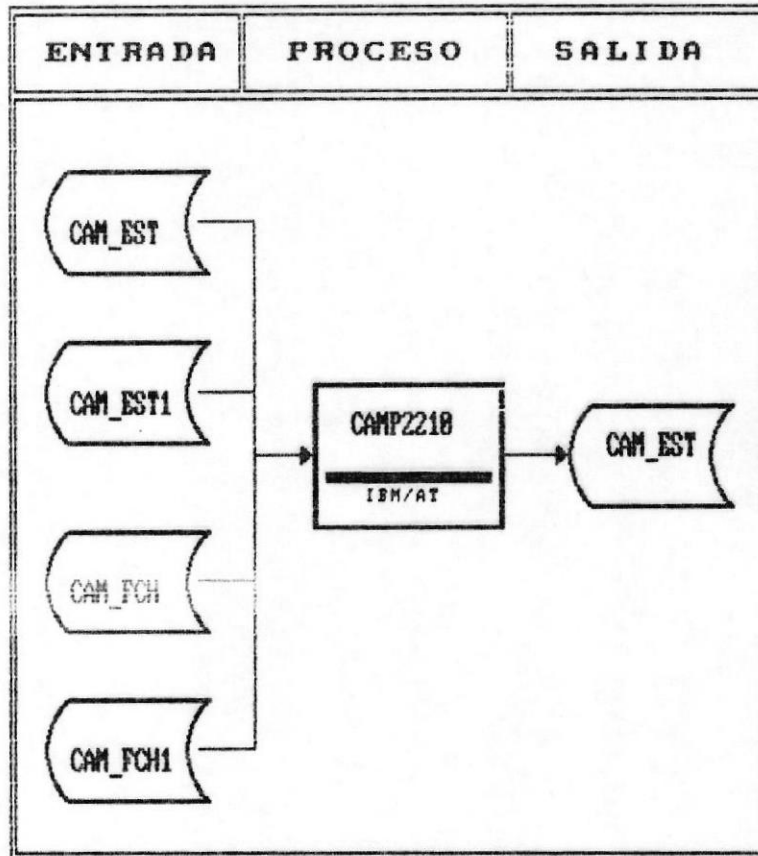 ENTRADA PROCESO SALIDA
CAM_EST
CAM_EST1
CAMP2210
IBM/AT
CAM_EST
CAM_FCH
CAM_FCH1